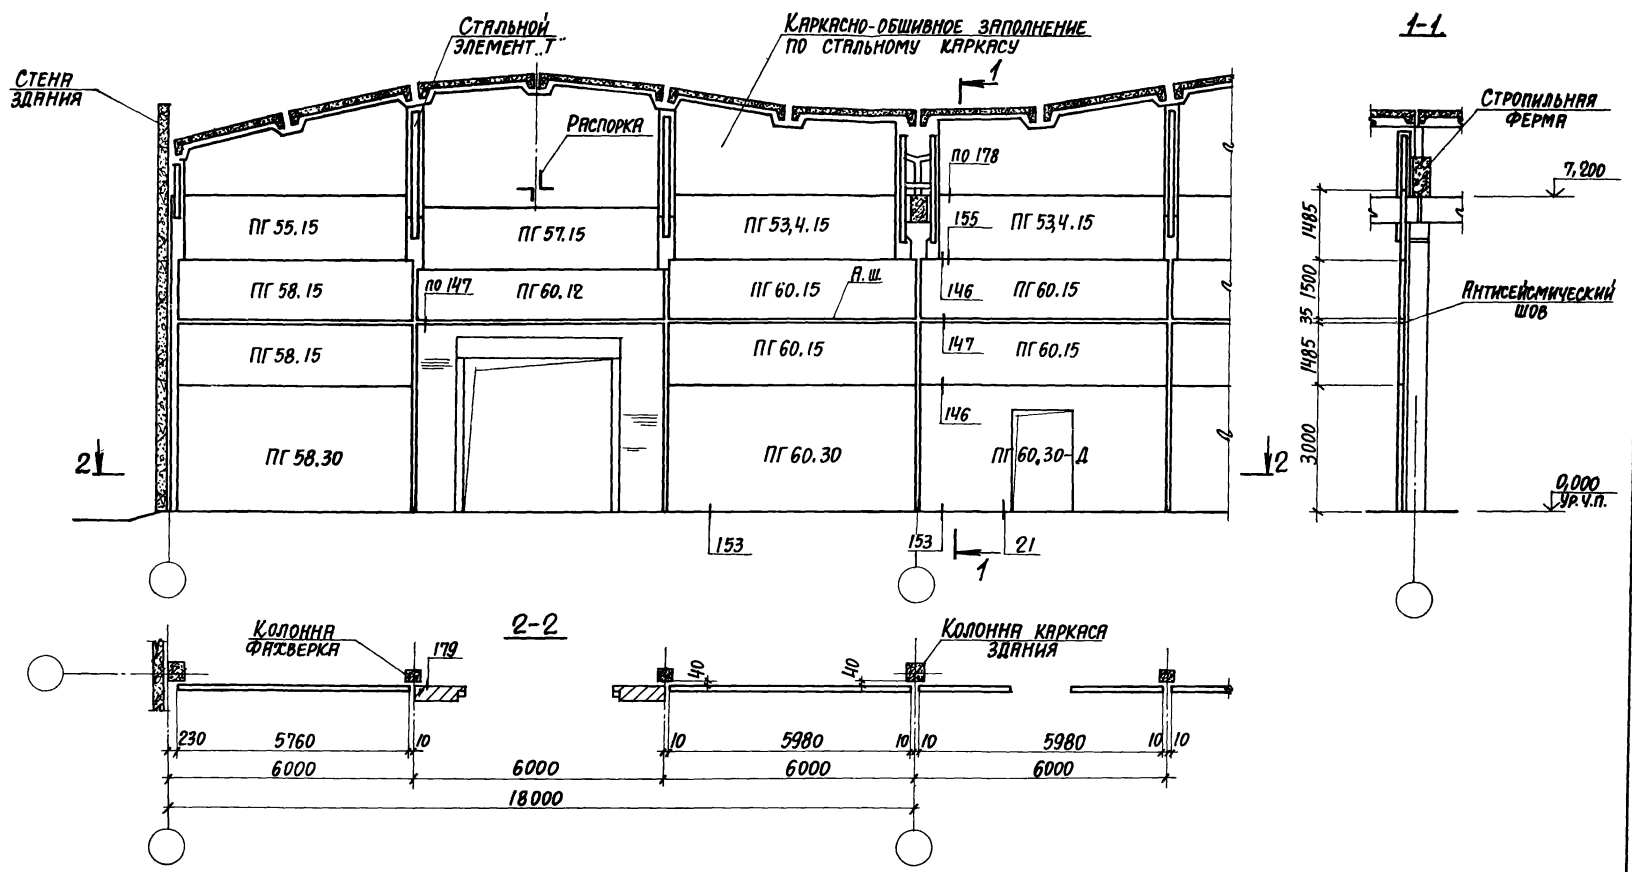 СТАЛЬНОЙ
ЭЛЕМЕНТ „Т"
КАРКАСНО-ОБШИВНОЕ ЗАПОЛНЕНИЕ
ПО СТАЛЬНОМУ КАРКАСУ
1-1.
СТЕНА
ЗДАНИЯ
1
СТРОПИЛЬНАЯ
ФЕРМА
РАСПОРКА
ПО 178
7,200
ПГ 55.15
ПГ 57.15
ПГ 53,4.15
155
ПГ 53,4.15
1485
ПГ 58.15
ПО 147
ПГ 60.12
ПГ 60.15
А.Ш.
146
ПГ 60.15
1500
АНТИСЕЙСМИЧЕСКИЙ
ШОВ
35
ПГ 58.15
ПГ 60.15
147
ПГ 60.15
1485
146
2
ПГ 58.30
ПГ 60.30
ПГ 60.30-Д
2
3000
0,000
УР.Ч.П.
153
153
21
1
КОЛОННА
ФАХВЕРКА
2-2
КОЛОННА КАРКАСА
ЗДАНИЯ
179
40
40
230
5760
10
10
5980
10
10
5980
10
10
6000
6000
6000
6000
18000